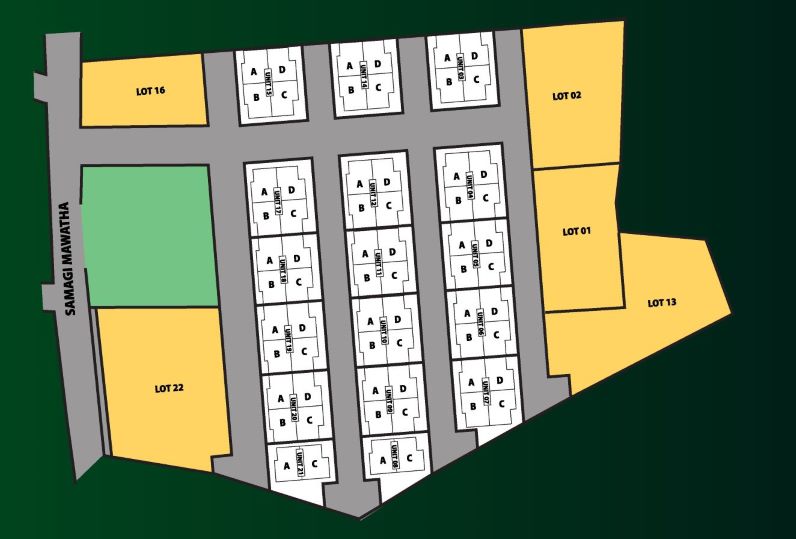 LOT 16
A D
UNIT 15
B C
A D
UNIT 14
B C
A D
UNIT 03
B C
LOT 02
A D
UNIT 17
B C
A D
UNIT 12
B C
A D
UNIT 04
B C
SAMAGI MAWATHA
LOT 01
A D
UNIT 18
B C
A D
UNIT 11
B C
A D
UNIT 05
B C
LOT 13
A D
UNIT 19
B C
A D
UNIT 10
B C
A D
UNIT 06
B C
LOT 22
A D
UNIT 20
B C
A D
UNIT 09
B C
A D
UNIT 07
B C
A C
UNIT 21
A C
UNIT 08